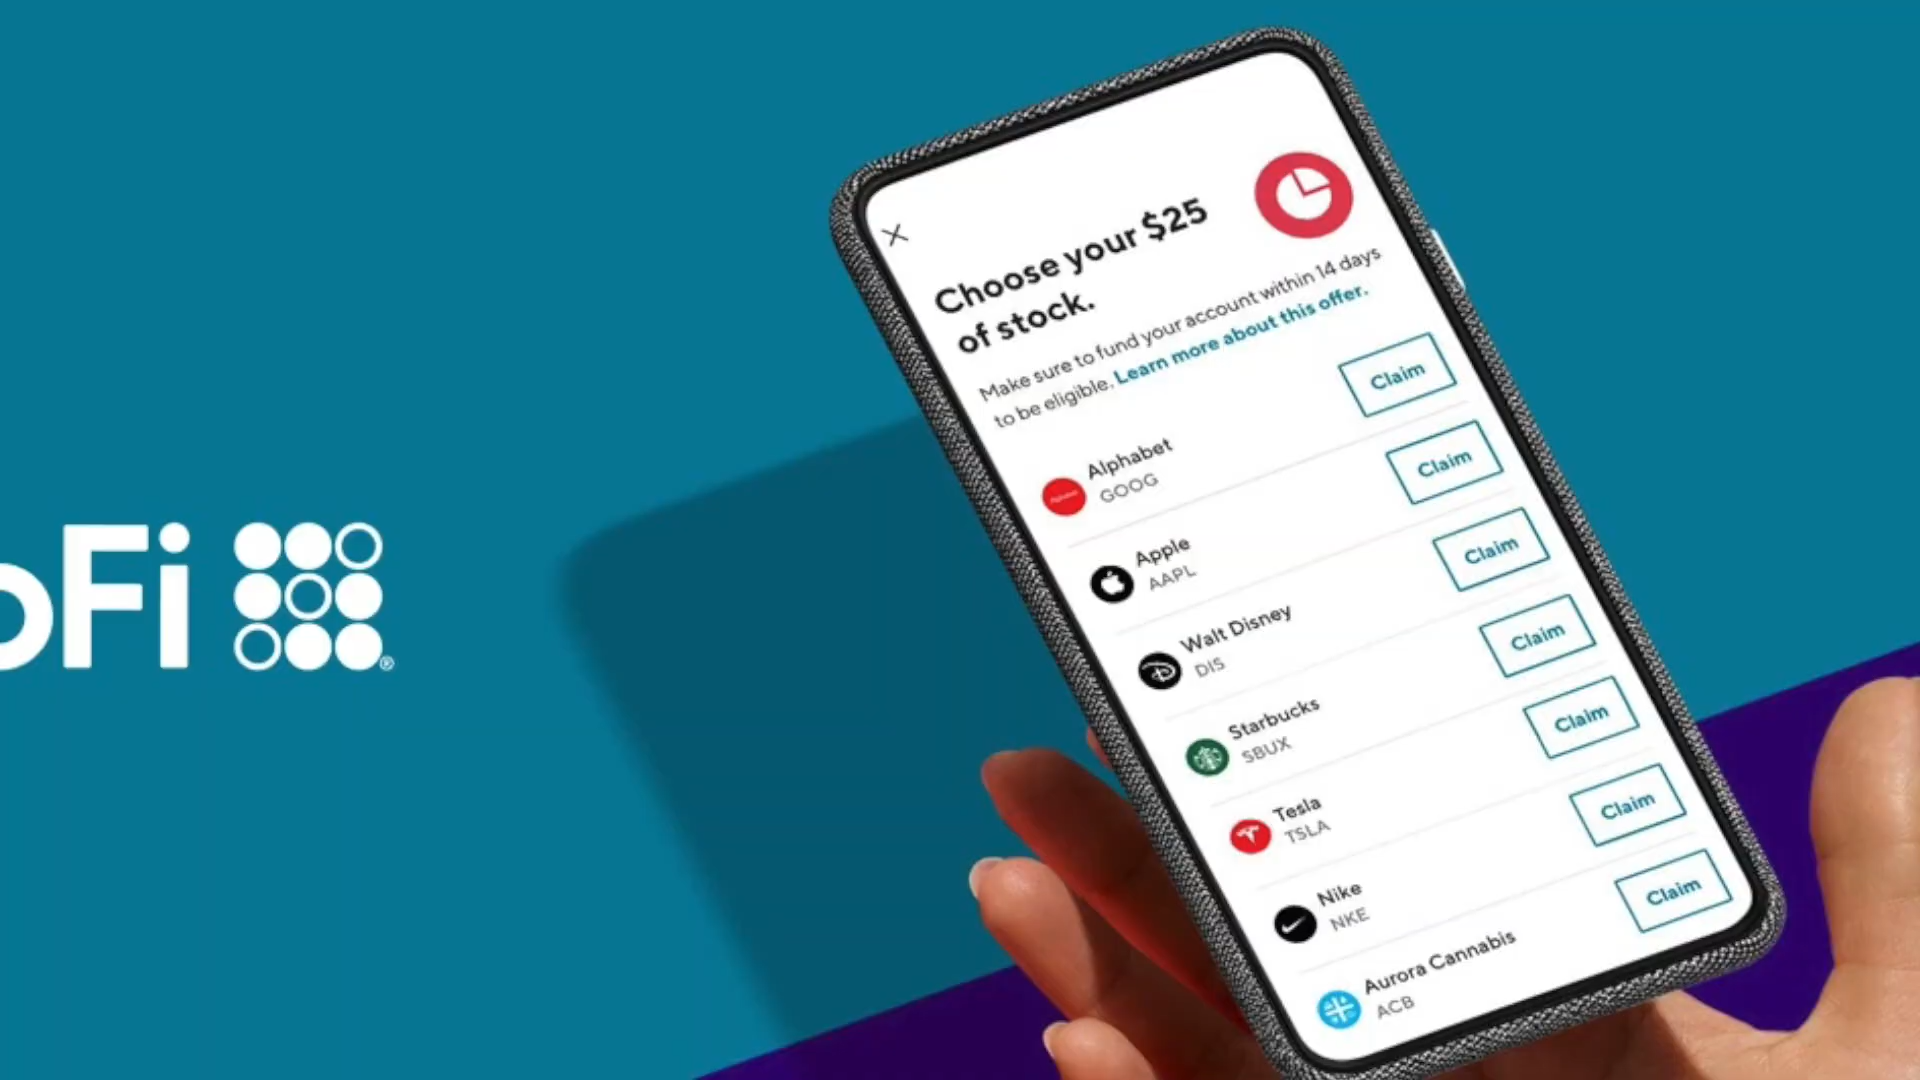 oFi
®
Choose your $25
of stock.
Make sure to fund your account within 14 days
to be eligible. Learn more about this offer.
Claim
Alphabet
GOOG
Claim
Apple
AAPL
Claim
Walt Disney
DIS
Claim
Starbucks
SBUX
Claim
Tesla
TSLA
Claim
Nike
NKE
Claim
Aurora Cannabis
ACB